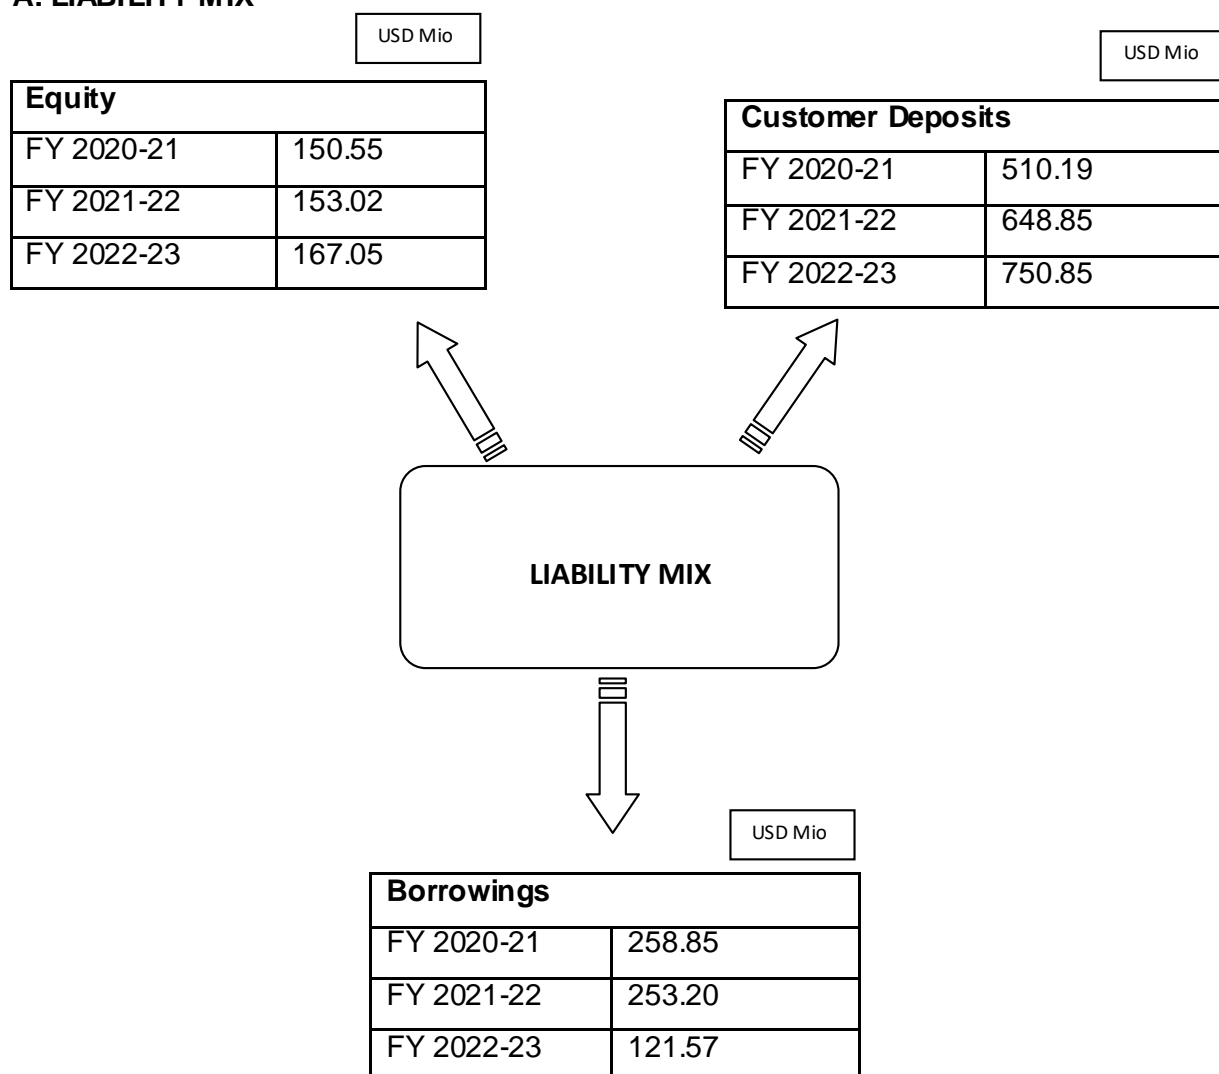 A. LIABILITY MIX
USD Mio
Equity
FY 2020-21 150.55
FY 2021-22 153.02
FY 2022-23 167.05
USD Mio
Customer Deposits
FY 2020-21 510.19
FY 2021-22 648.85
FY 2022-23 750.85
LIABILITY MIX
USD Mio
Borrowings
FY 2020-21 258.85
FY 2021-22 253.20
FY 2022-23 121.57